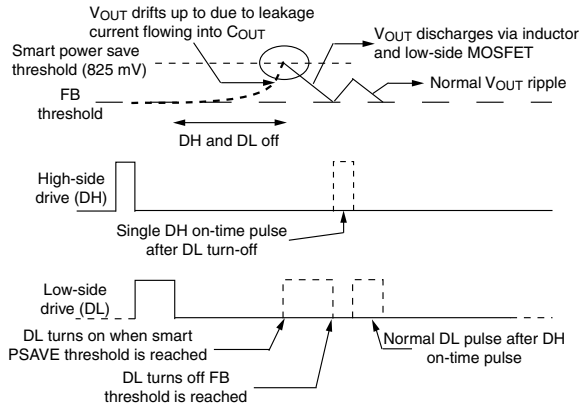 VOUT drifts up to due to leakage
current flowing into COUT
Smart power save
threshold (825 mV)
VOUT discharges via inductor
and low-side MOSFET
Normal VOUT ripple
FB
threshold
DH and DL off
High-side
drive (DH)
Single DH on-time pulse
after DL turn-off
Low-side
drive (DL)
DL turns on when smart
PSAVE threshold is reached
Normal DL pulse after DH
on-time pulse
DL turns off FB
threshold is reached